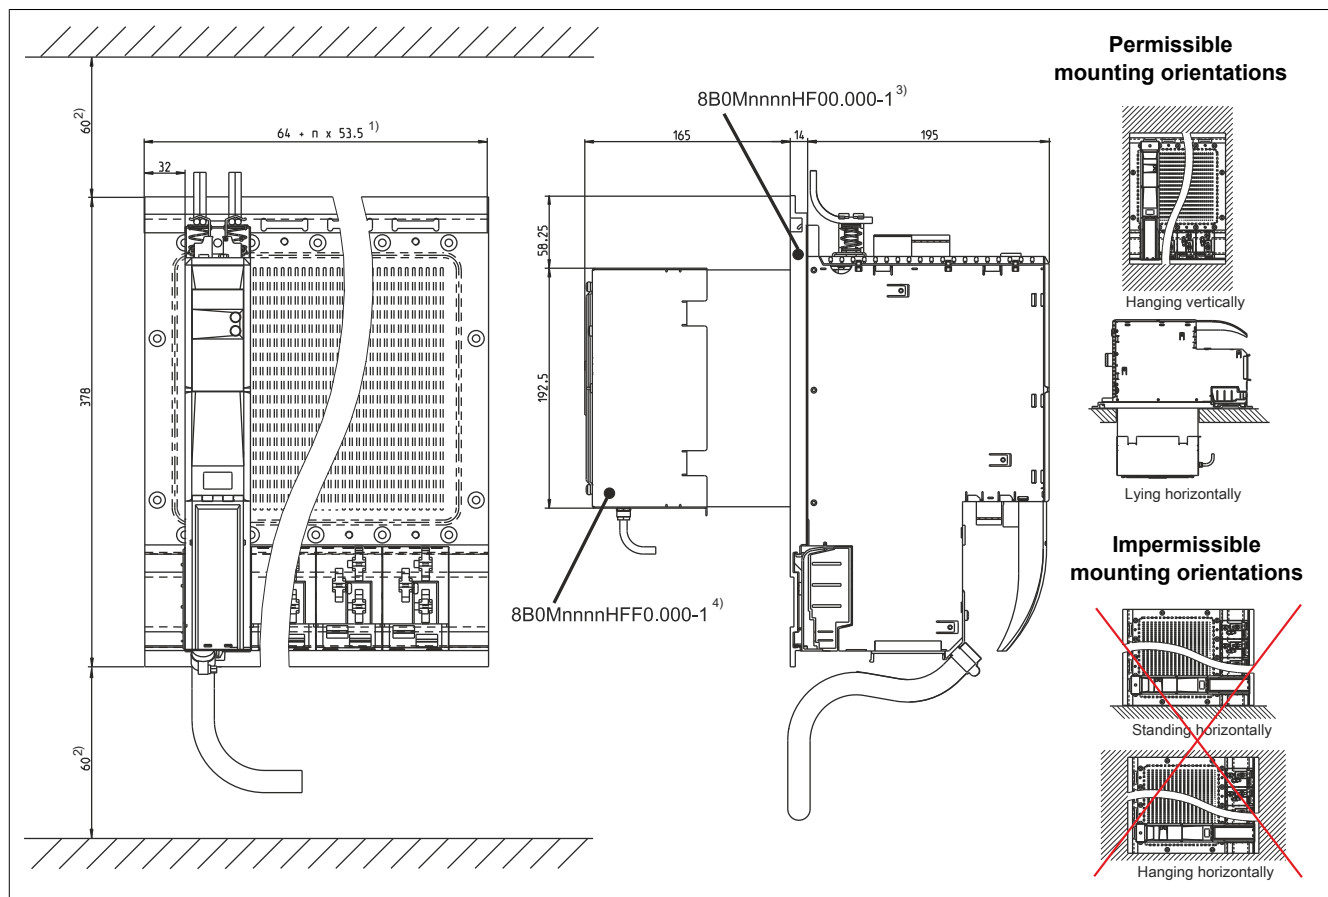 Permissible
mounting orientations
8B0MnnnnHF00.000-1 3)
60 2)
64 + n x 53.5 1)
165
14
195
32
58.25
Hanging vertically
378
192.5
Lying horizontally
Impermissible
mounting orientations
8B0MnnnnHFF0.000-1 4)
60 2)
Standing horizontally
Hanging horizontally